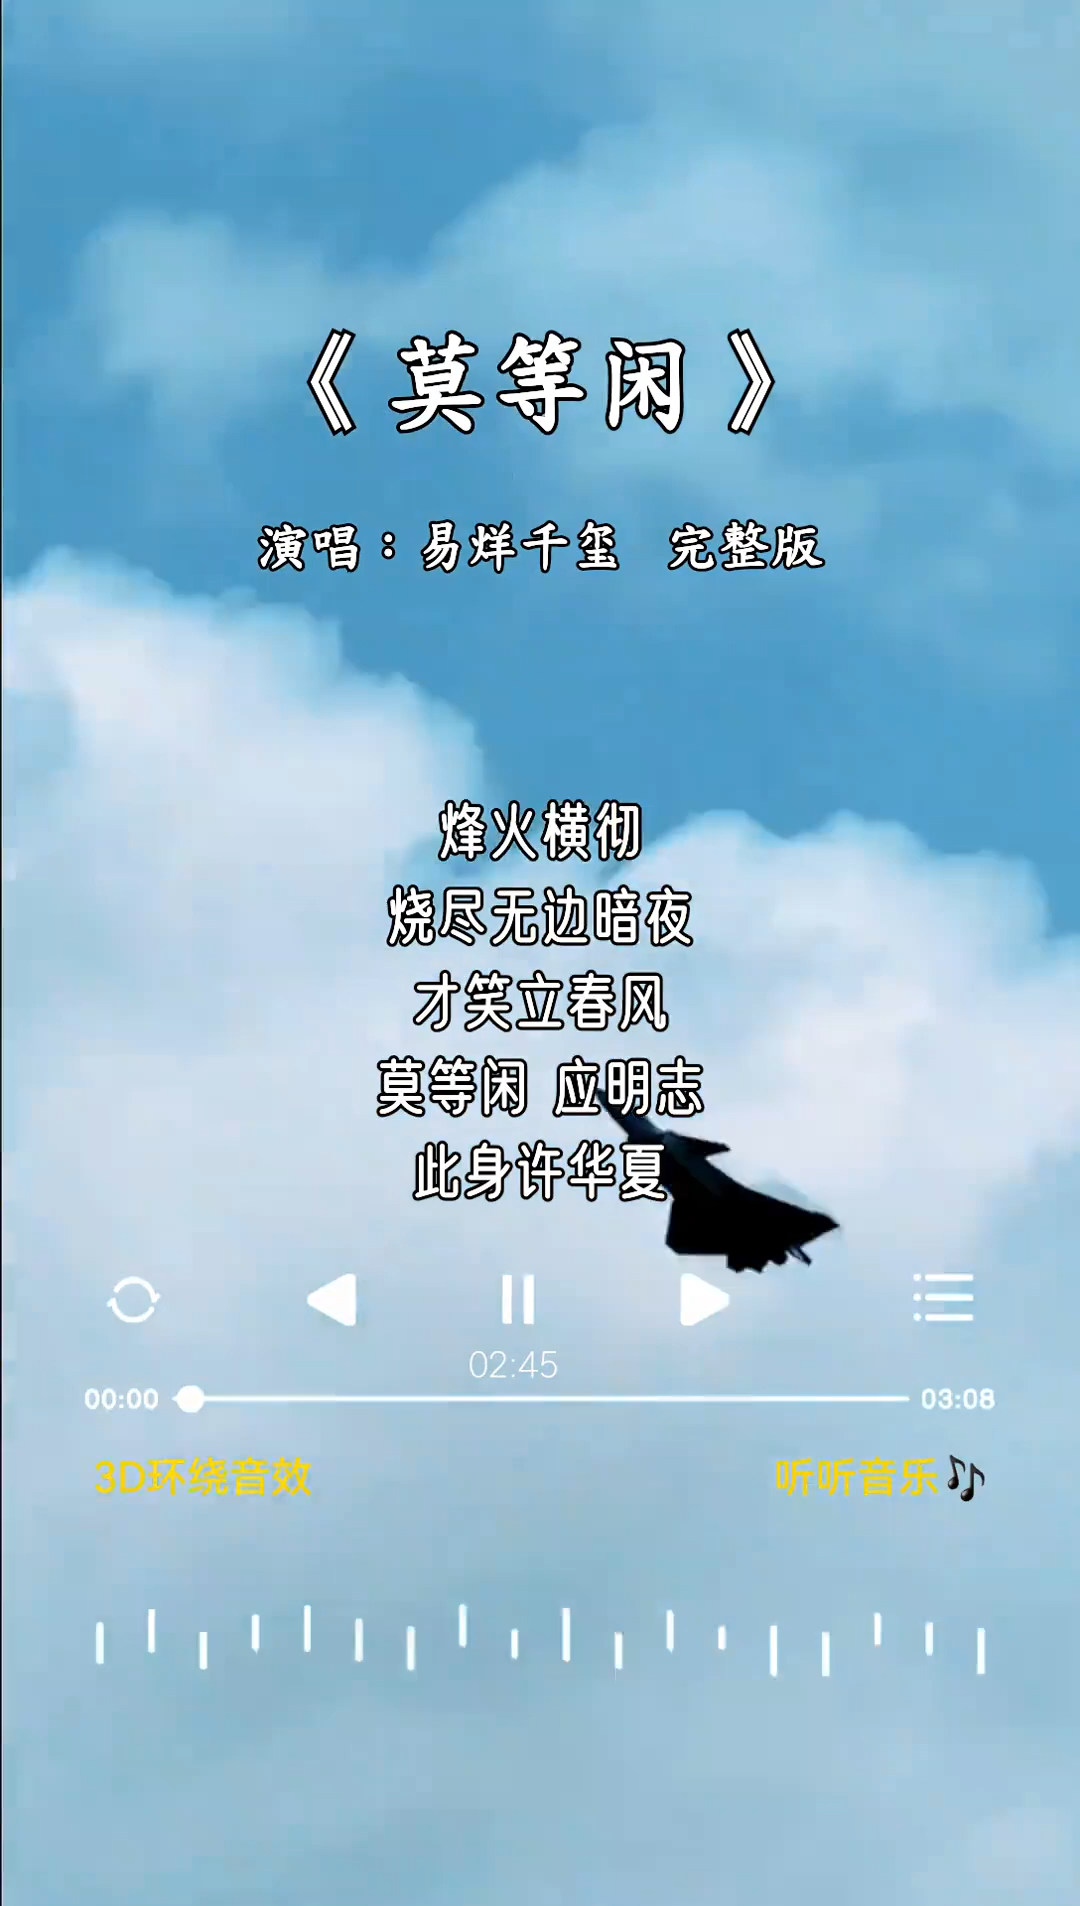 《莫等闲》
演唱：易烊千玺 完整版
烽火横彻
烧尽无边暗夜
才笑立春风
莫等闲 应明志
此身许华夏
02:45
00:00 03:08
3D环绕音效 听听音乐🎶